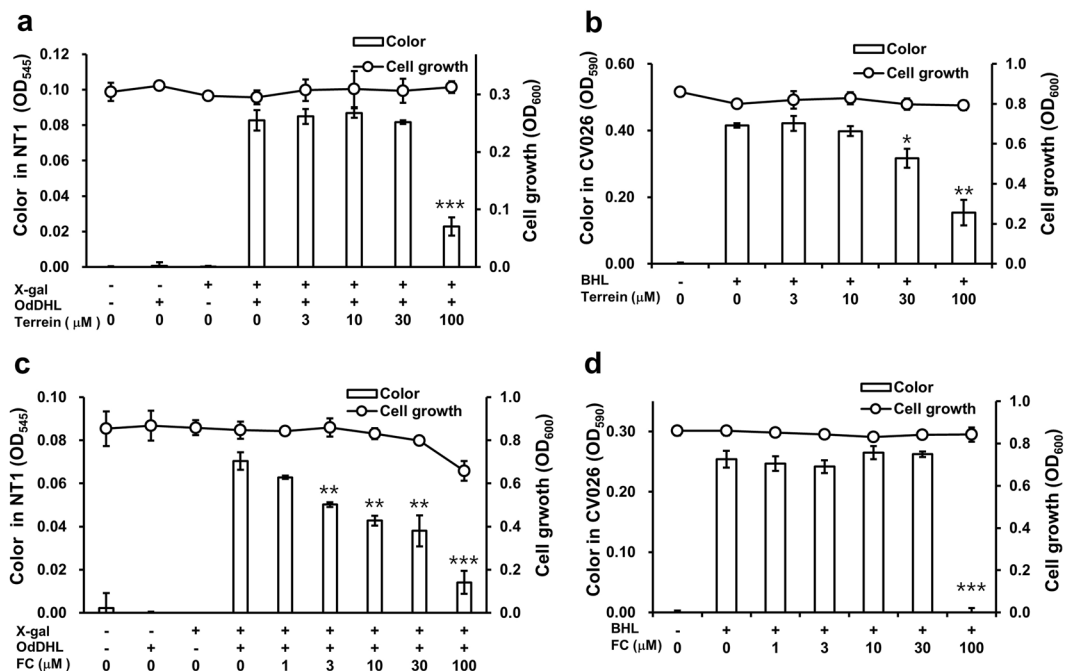 a
Color
Cell growth
Color in NT1 (OD545)
0.12
0.10
0.08
0.06
0.04
0.02
0.00
0.3
0.2
0.1
0.0
Cell growth (OD600)
***
X-gal - - + + + + + +
OdDHL - + - + + + + +
Terrein ( μM ) 0 0 0 0 3 10 30 100
b
Color
Cell growth
Color in CV026 (OD590)
0.60
0.40
0.20
0.00
1.0
0.8
0.6
0.4
0.2
0.0
Cell growth (OD600)
*
**
BHL - + + + + +
Terrein (μM) 0 0 3 10 30 100
c
Color
Cell growth
Color in NT1 (OD545)
0.10
0.08
0.06
0.04
0.02
0.00
1.0
0.8
0.6
0.4
0.2
0.0
Cell grwoth (OD600)
** ** ** ***
X-gal - - + + + + + + +
OdDHL - + - + + + + + +
FC (μM ) 0 0 0 0 1 3 10 30 100
d
Color
Cell growth
Color in CV026 (OD590)
0.30
0.20
0.10
0.00
1.0
0.8
0.6
0.4
0.2
0.0
Cell growth (OD600)
***
BHL - + + + + + +
FC (μM) 0 0 1 3 10 30 100